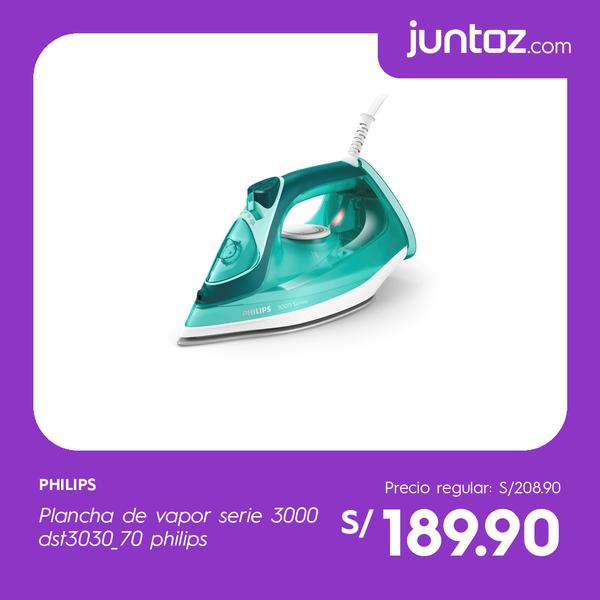 juntoz.com
PHILIPS 3000 Series
PHILIPS
Plancha de vapor serie 3000
dst3030_70 philips
Precio regular: S/208.90
S/189.90